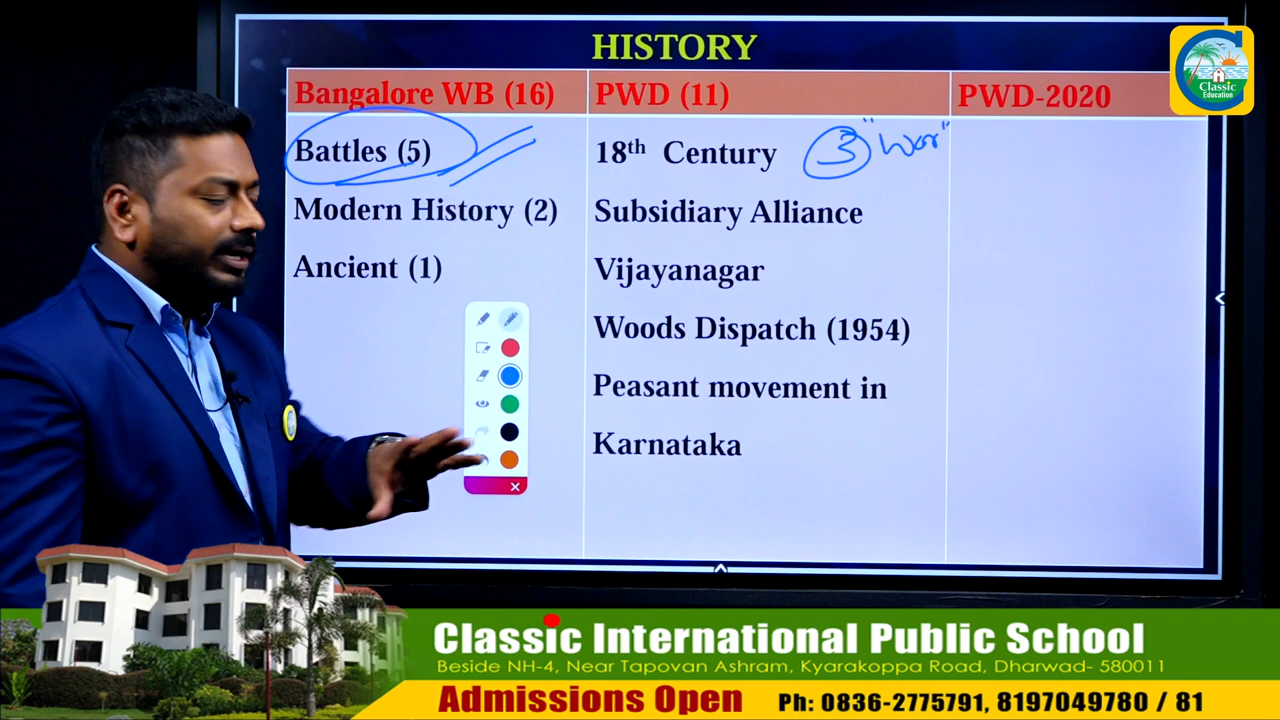 HISTORY
Bangalore WB (16)
PWD (11)
PWD-2020
Battles (5)
Modern History (2)
Ancient (1)
18th Century
3 "War"
Subsidiary Alliance
Vijayanagar
Woods Dispatch (1954)
Peasant movement in
Karnataka
Classic
Education
Classic International Public School
Beside NH-4, Near Tapovan Ashram, Kyarakoppa Road, Dharwad- 580011
Admissions Open
Ph: 0836-2775791, 8197049780 / 81